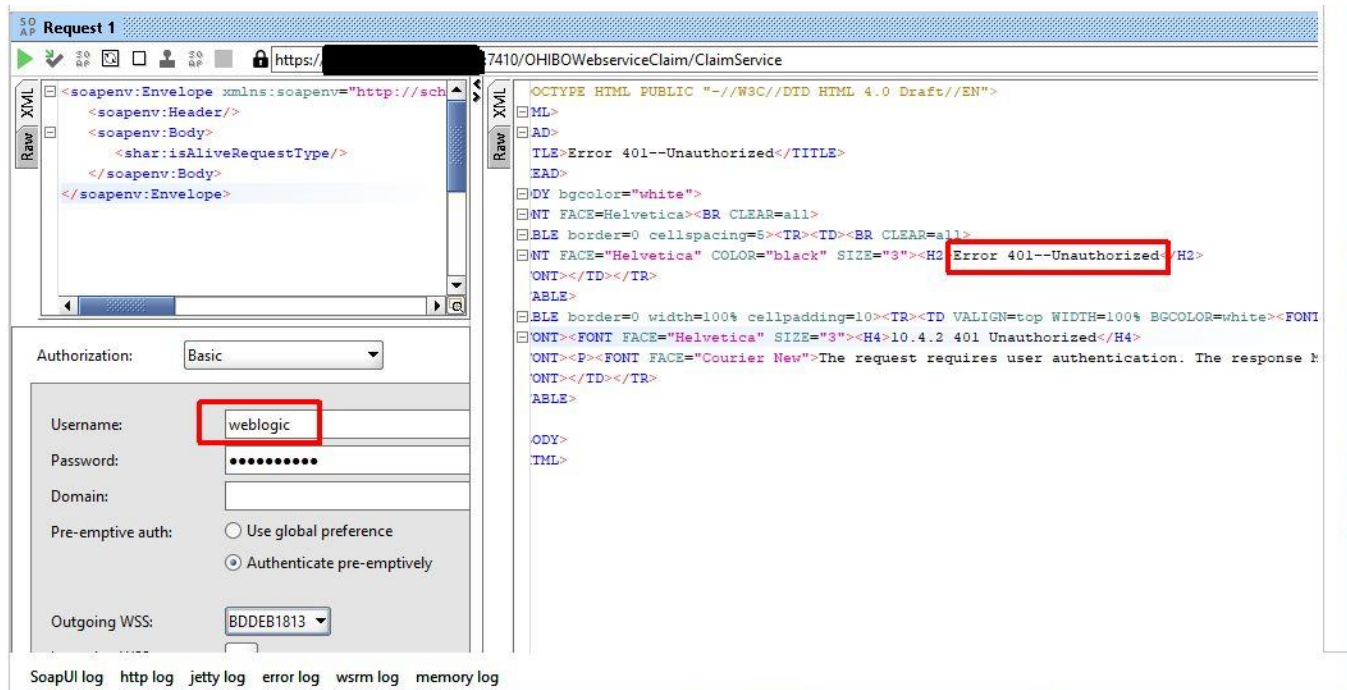 SOAP Request 1
https:/
:7410/OHIBOWebserviceClaim/ClaimService
XML
Raw
<soapenv:Envelope xmlns:soapenv="http://sch
<soapenv:Header/>
<soapenv:Body>
<shar:isAliveRequestType/>
</soapenv:Body>
</soapenv:Envelope>
Authorization: Basic
Username: weblogic
Password: ••••••••••
Domain:
Pre-emptive auth: Use global preference
Authenticate pre-emptively
Outgoing WSS: BDDEB1813
XML
Raw
OCTYPE HTML PUBLIC "-//W3C//DTD HTML 4.0 Draft//EN">
ML>
AD>
TLE>Error 401--Unauthorized</TITLE>
EAD>
DY bgcolor="white">
NT FACE=Helvetica><BR CLEAR=all>
BLE border=0 cellspacing=5><TR><TD><BR CLEAR=all>
NT FACE="Helvetica" COLOR="black" SIZE="3"><H2>Error 401--Unauthorized</H2>
ONT></TD></TR>
ABLE>
BLE border=0 width=100% cellpadding=10><TR><TD VALIGN=top WIDTH=100% BGCOLOR=white><FONT
ONT><FONT FACE="Helvetica" SIZE="3"><H4>10.4.2 401 Unauthorized</H4>
ONT><P><FONT FACE="Courier New">The request requires user authentication. The response M
ONT></TD></TR>
ABLE>
ODY>
TML>
SoapUI log http log jetty log error log wsrm log memory log